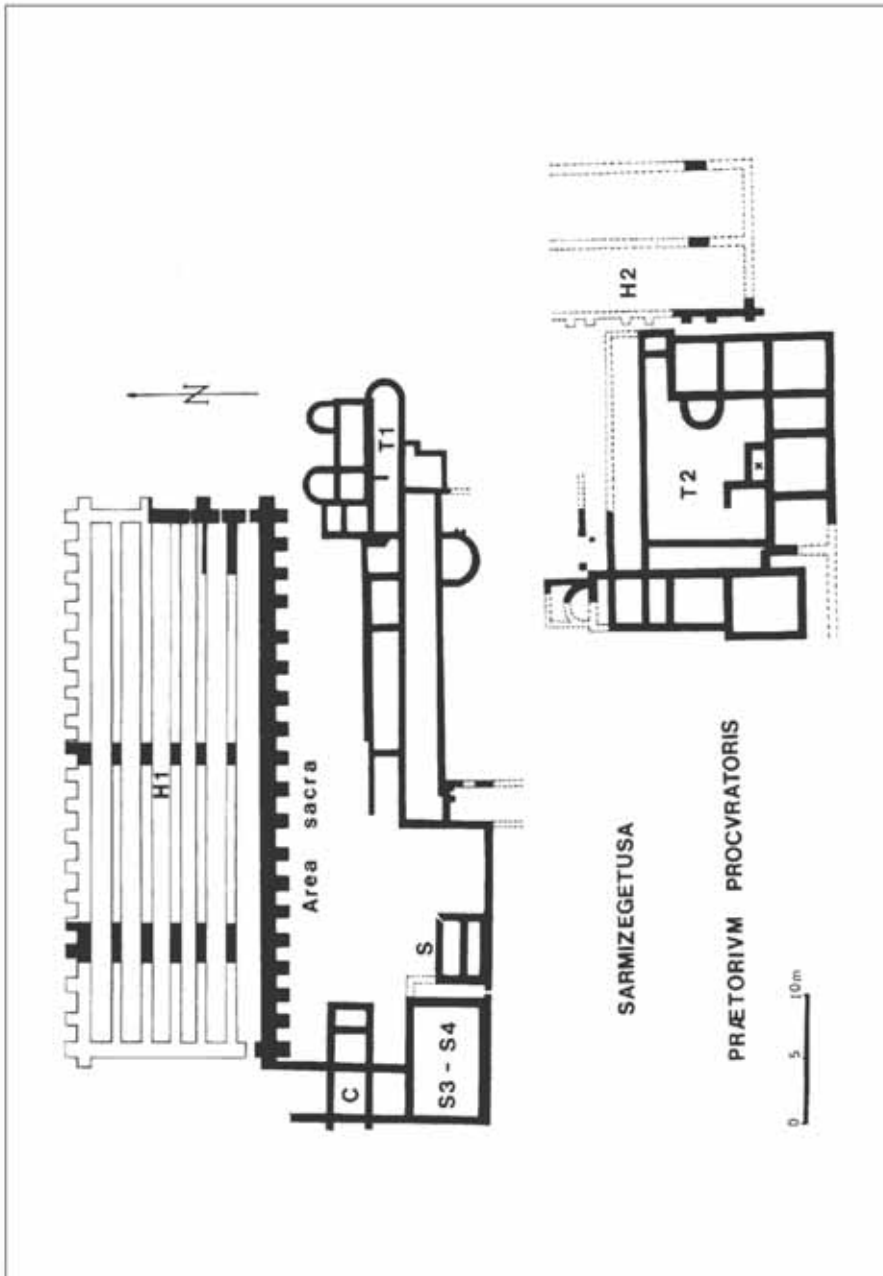 N
H1
Area sacra
T1
H2
T2
x
C
S
S3 - S4
SARMIZEGETUSA
PRÆTORIVM PROCVRATORIS
0 5 10m